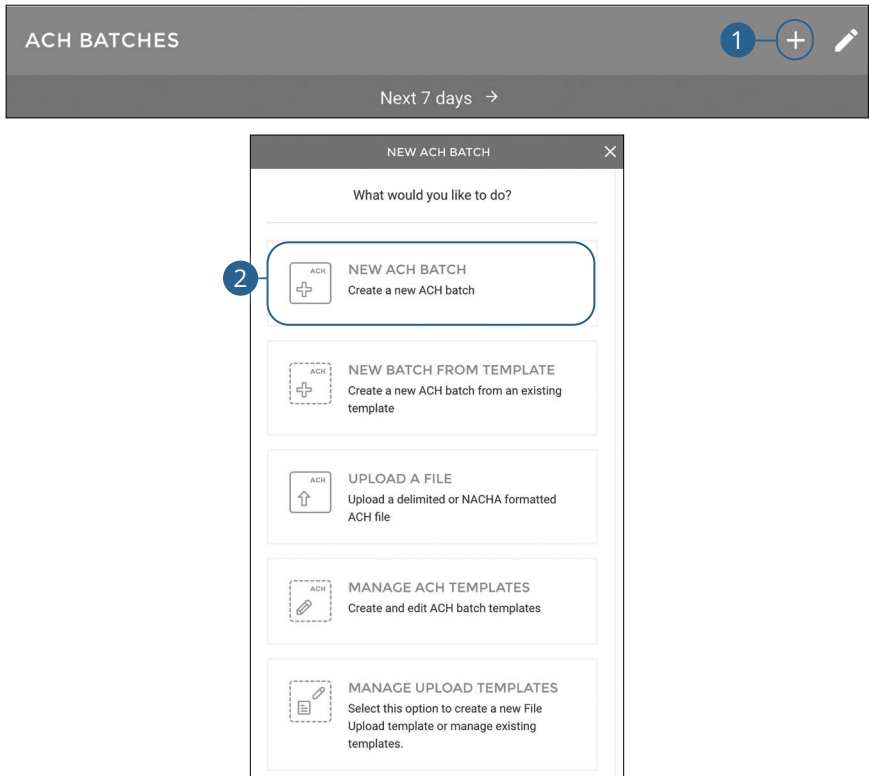 ACH BATCHES
1
Next 7 days →
NEW ACH BATCH
What would you like to do?
2
ACH
NEW ACH BATCH
Create a new ACH batch
ACH
NEW BATCH FROM TEMPLATE
Create a new ACH batch from an existing
template
ACH
UPLOAD A FILE
Upload a delimited or NACHA formatted
ACH file
ACH
MANAGE ACH TEMPLATES
Create and edit ACH batch templates
MANAGE UPLOAD TEMPLATES
Select this option to create a new File
Upload template or manage existing
templates.